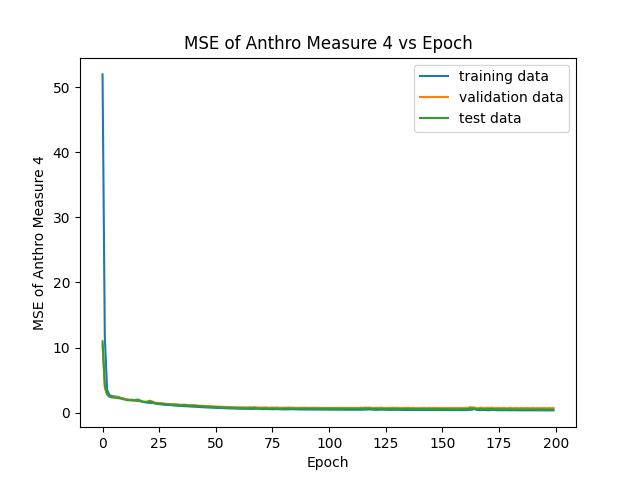 MSE of Anthro Measure 4 vs Epoch
training data
validation data
test data
MSE of Anthro Measure 4
50
40
30
20
10
0
0 25 50 75 100 125 150 175 200
Epoch